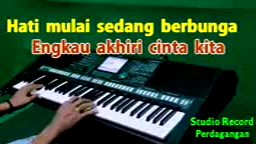 Hati mulai sedang berbunga
Engkau akhiri cinta kita
Studio Record
Perdagangan